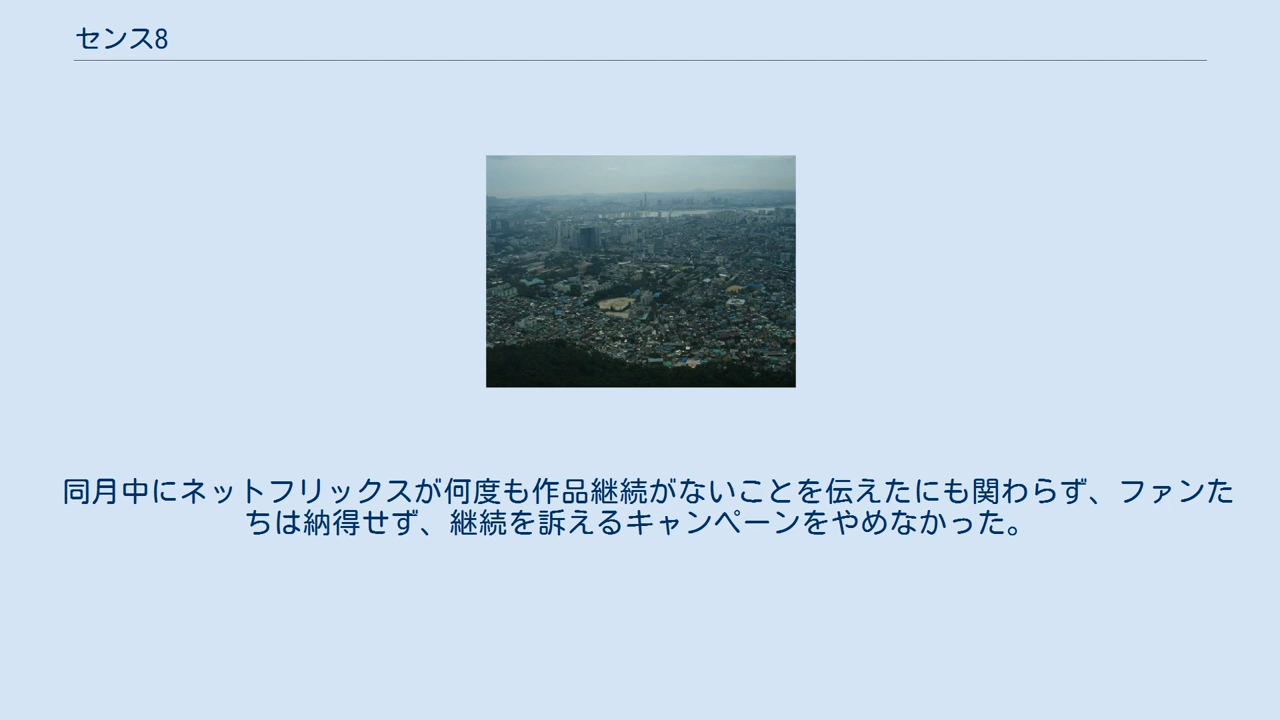 センス8
同月中にネットフリックスが何度も作品継続がないことを伝えたにも関わらず、ファンた
ちは納得せず、継続を訴えるキャンペーンをやめなかった。